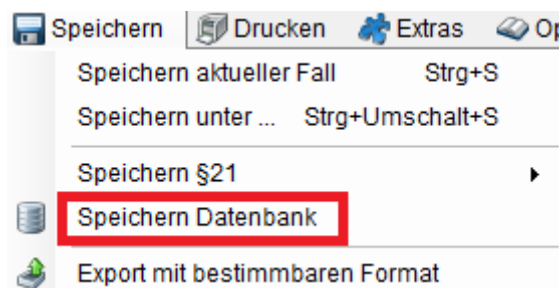 Speichern Drucken Extras Op
Speichern aktueller Fall Strg+S
Speichern unter ... Strg+Umschalt+S
Speichern §21
Speichern Datenbank
Export mit bestimmbaren Format